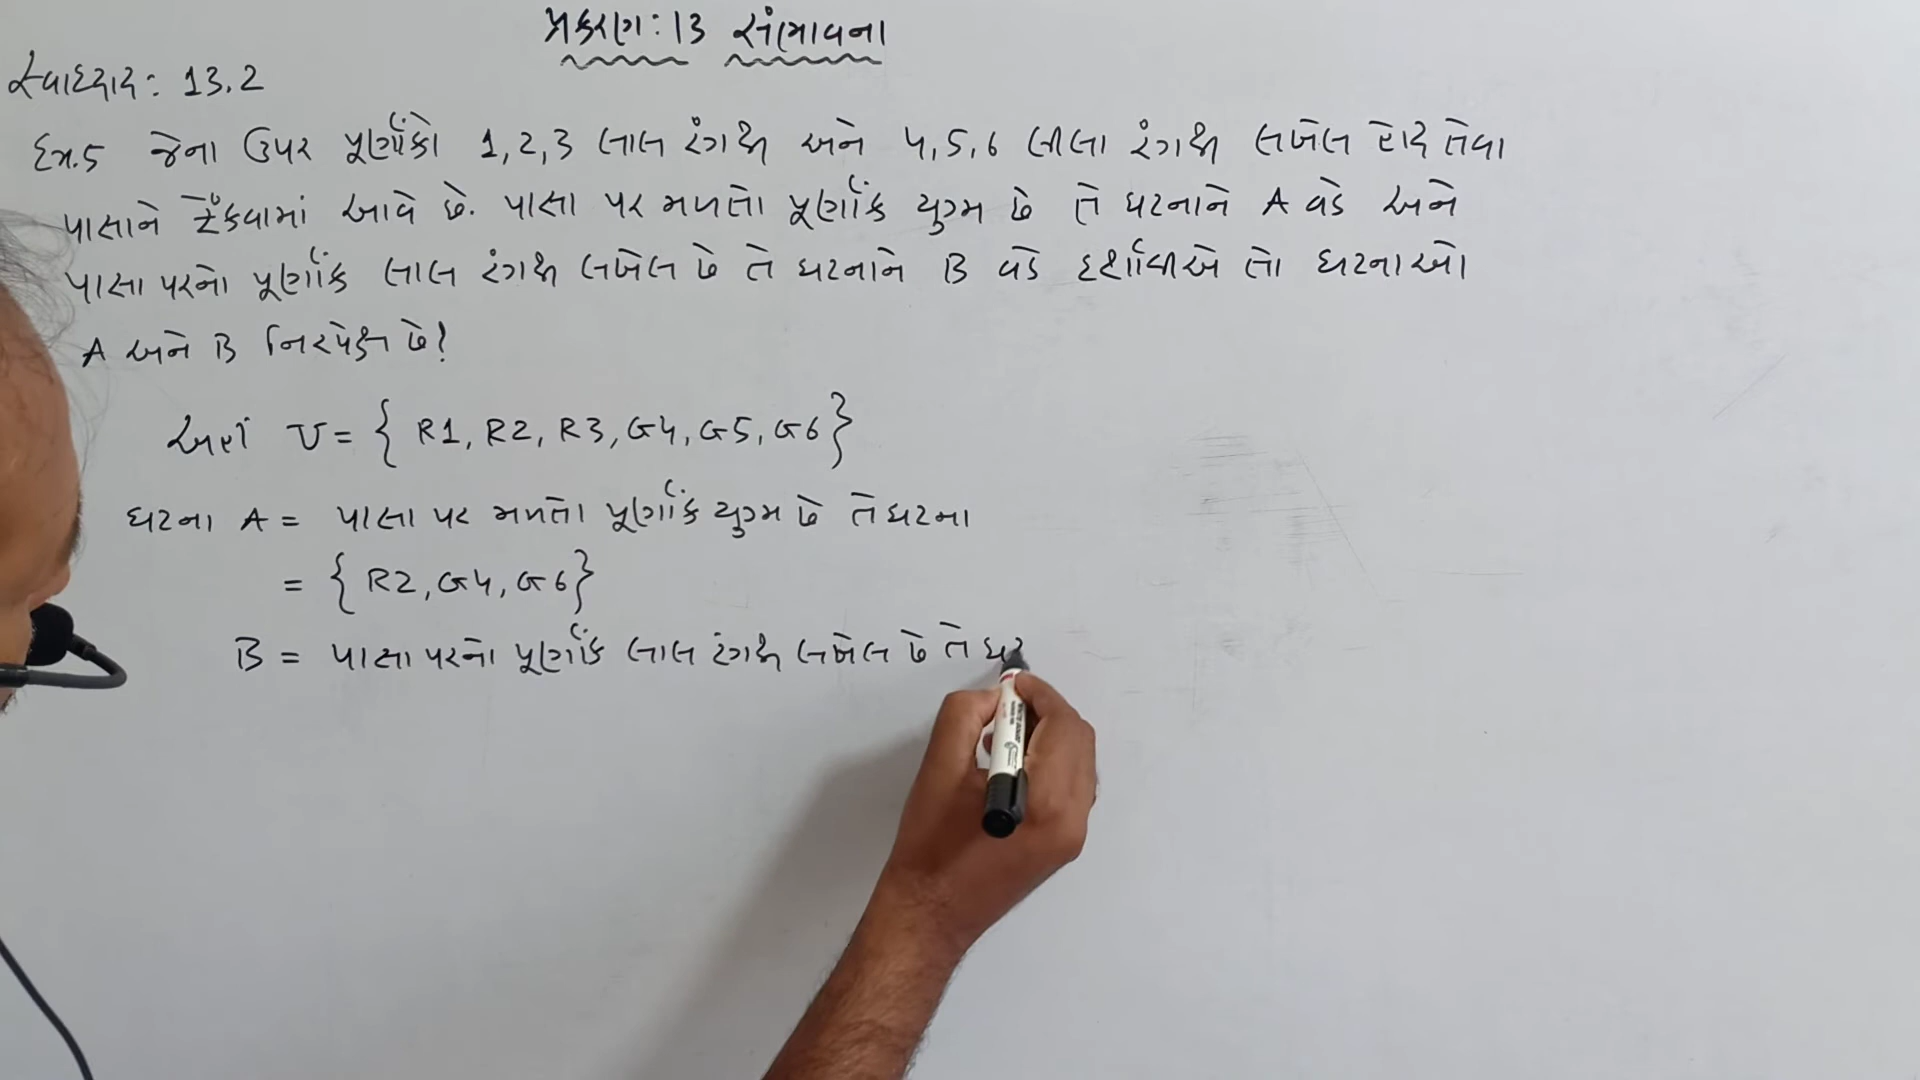 પ્રકરણ: 13 સંભાવના
સ્વાધ્યાય: 13.2
Ex.5 જેના ઉપર પૂર્ણાંકો 1,2,3 લાલ રંગથી અને 4,5,6 લીલા રંગથી લખેલ હોય તેવા
પાસાને ફેંકવામાં આવે છે. પાસા પર મળતો પૂર્ણાંક યુગ્મ છે તે ઘટનાને A વડે અને
પાસા પરનો પૂર્ણાંક લાલ રંગથી લખેલ છે તે ઘટનાને B વડે દર્શાવીએ તો ઘટનાઓ
A અને B નિરપેક્ષ છે?
અહીં U = { R1, R2, R3, G4, G5, G6 }
ઘટના A = પાસા પર મળતો પૂર્ણાંક યુગ્મ છે તે ઘટના
= { R2, G4, G6 }
B = પાસા પરનો પૂર્ણાંક લાલ રંગથી લખેલ છે તે ઘટ